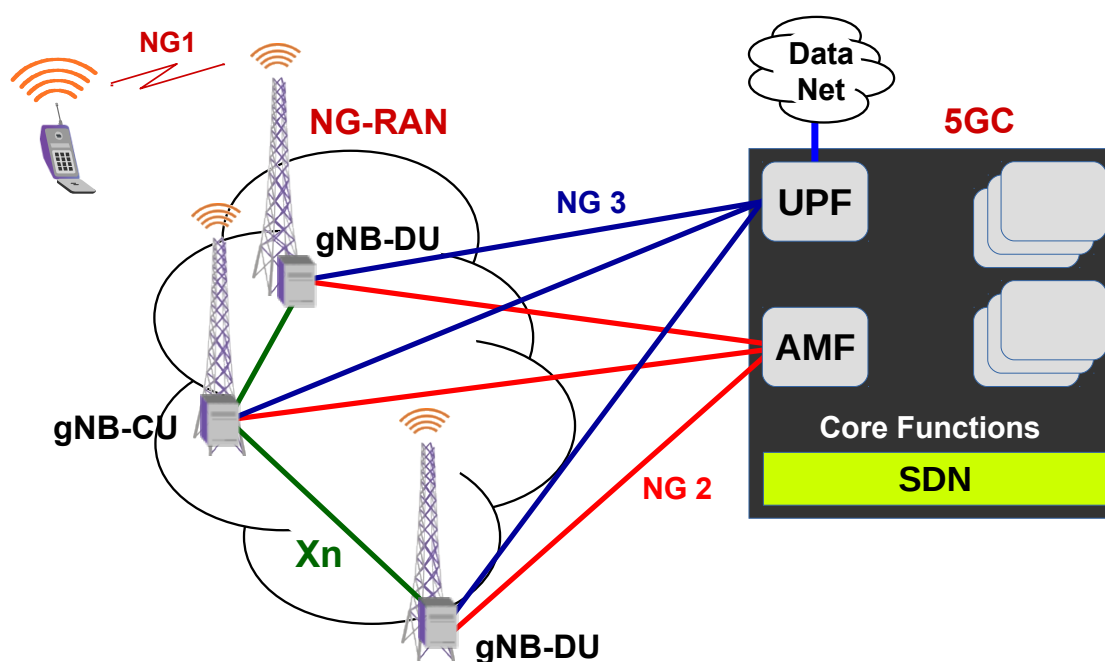 NG1
Data
Net
NG-RAN
5GC
UPF
NG 3
gNB-DU
AMF
gNB-CU
Core Functions
SDN
NG 2
Xn
gNB-DU